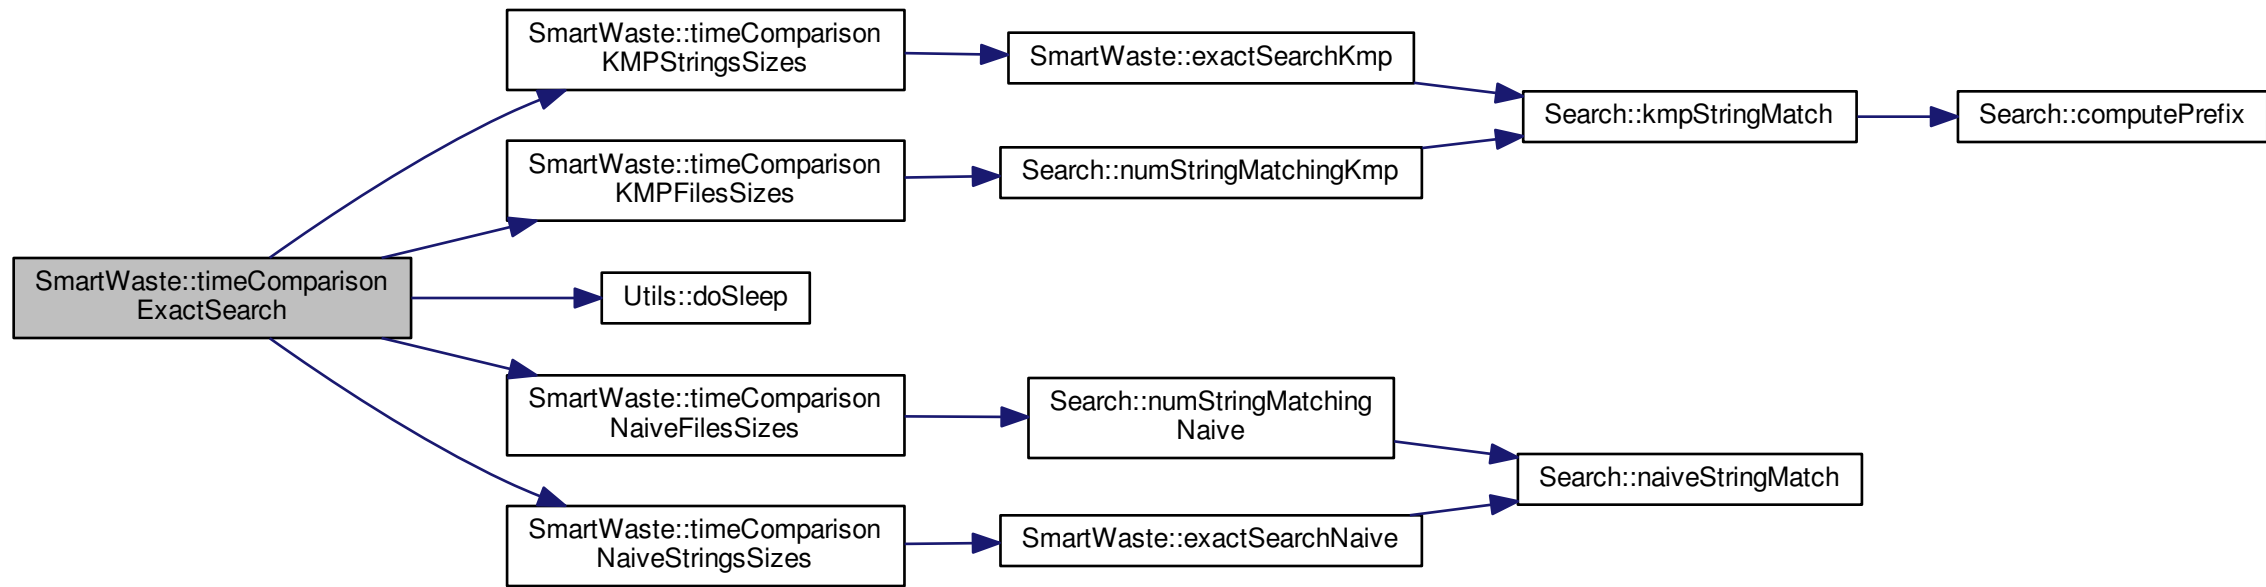 SmartWaste::timeComparison
ExactSearch
SmartWaste::timeComparison
KMPStringsSizes
SmartWaste::exactSearchKmp
Search::kmpStringMatch
Search::computePrefix
SmartWaste::timeComparison
KMPFilesSizes
Search::numStringMatchingKmp
Utils::doSleep
SmartWaste::timeComparison
NaiveFilesSizes
Search::numStringMatching
Naive
Search::naiveStringMatch
SmartWaste::timeComparison
NaiveStringsSizes
SmartWaste::exactSearchNaive